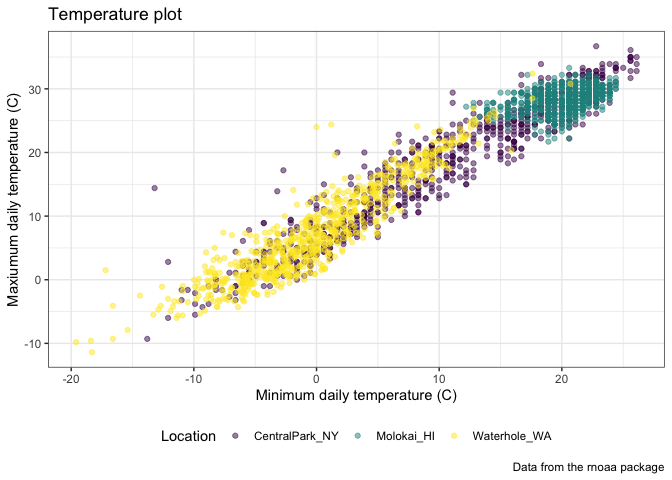 Temperature plot
Maxiumum daily temperature (C)
30
20
10
0
-10
-20
-10
0
10
20
Minimum daily temperature (C)
Location
CentralPark_NY
Molokai_HI
Waterhole_WA
Data from the rnoaa package